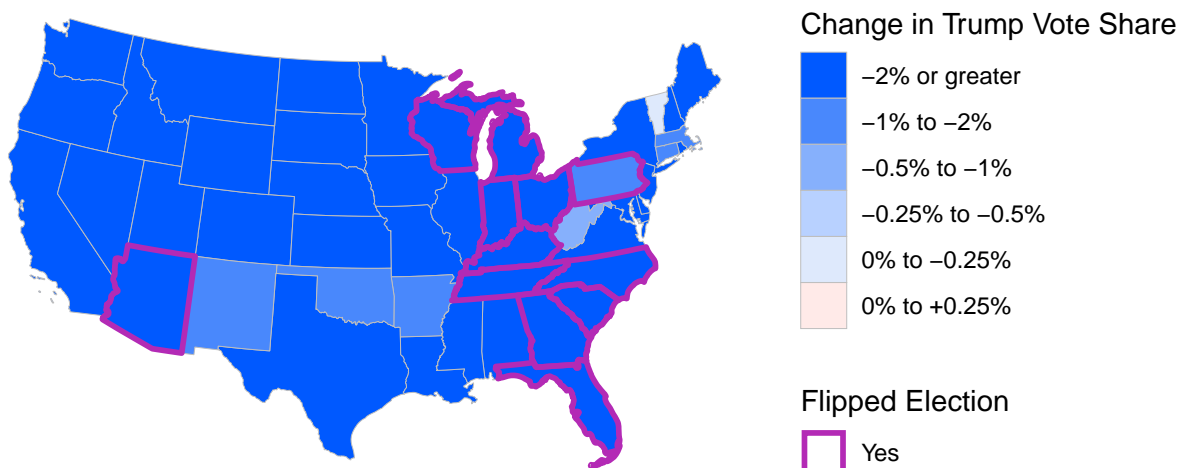 Change in Trump Vote Share
−2% or greater
−1% to −2%
−0.5% to −1%
−0.25% to −0.5%
0% to −0.25%
0% to +0.25%
Flipped Election
Yes